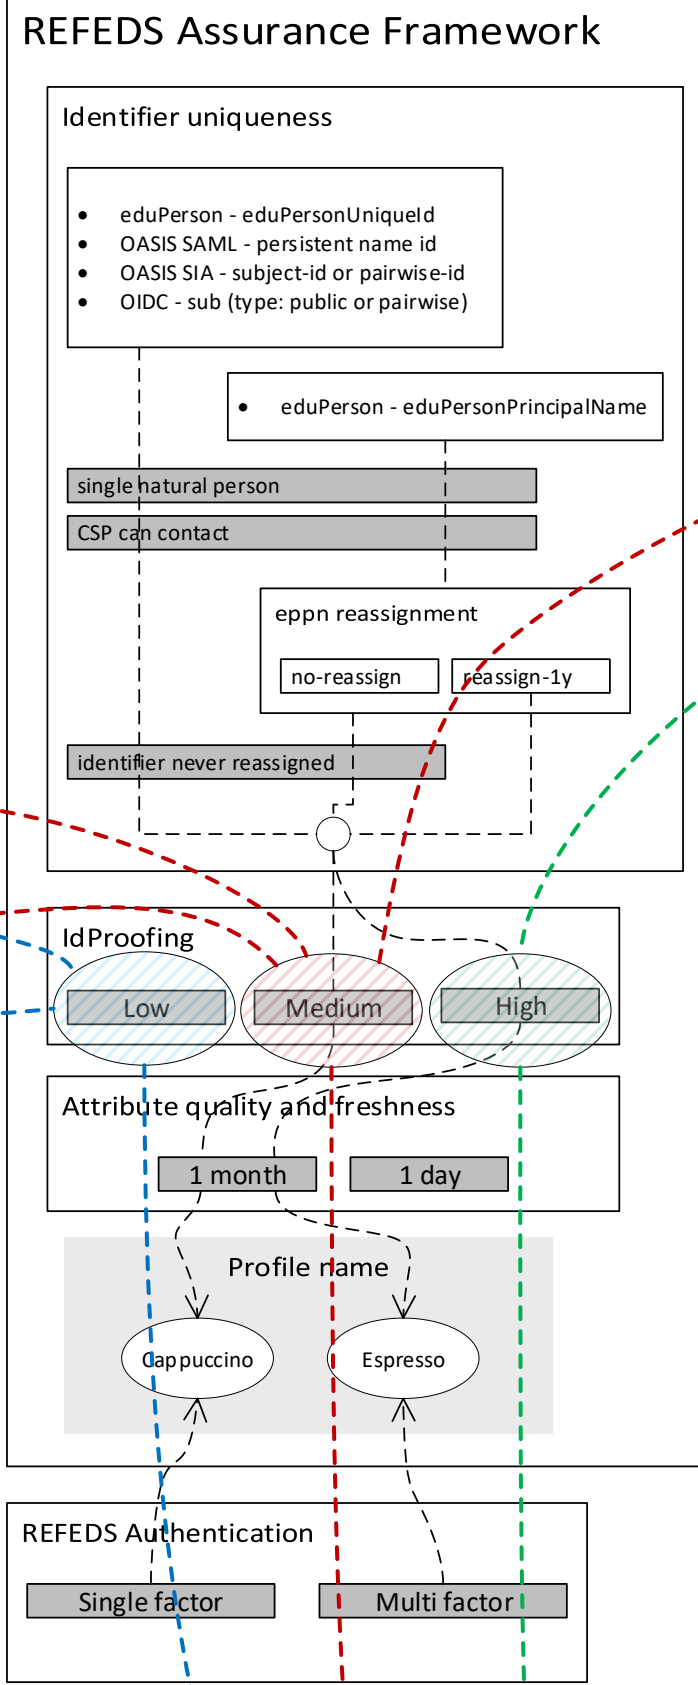 REFEDS Assurance Framework
Identifier uniqueness
• eduPerson - eduPersonUniqueId
• OASIS SAML - persistent name id
• OASIS SIA - subject-id or pairwise-id
• OIDC - sub (type: public or pairwise)
• eduPerson - eduPersonPrincipalName
single natural person
CSP can contact
eppn reassignment
no-reassign
reassign-1y
identifier never reassigned
IdProofing
Low
Medium
High
Attribute quality and freshness
1 month
1 day
Profile name
Cappuccino
Espresso
REFEDS Authentication
Single factor
Multi factor